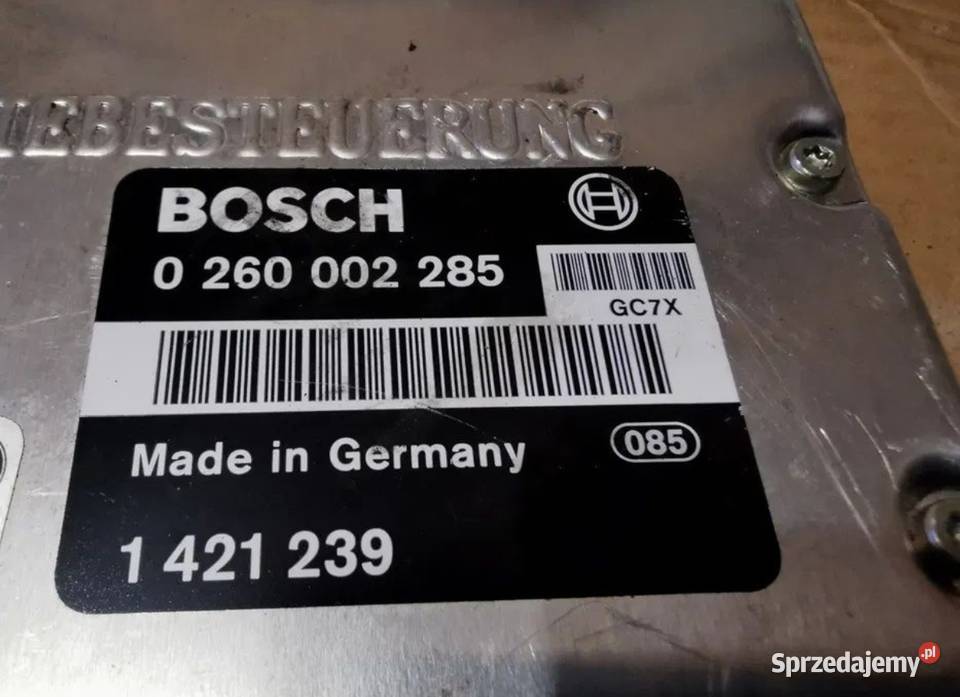 IEBESTEUERUNG
BOSCH
0 260 002 285
GC7X
Made in Germany
085
1 421 239
Sprzedajemy.pl